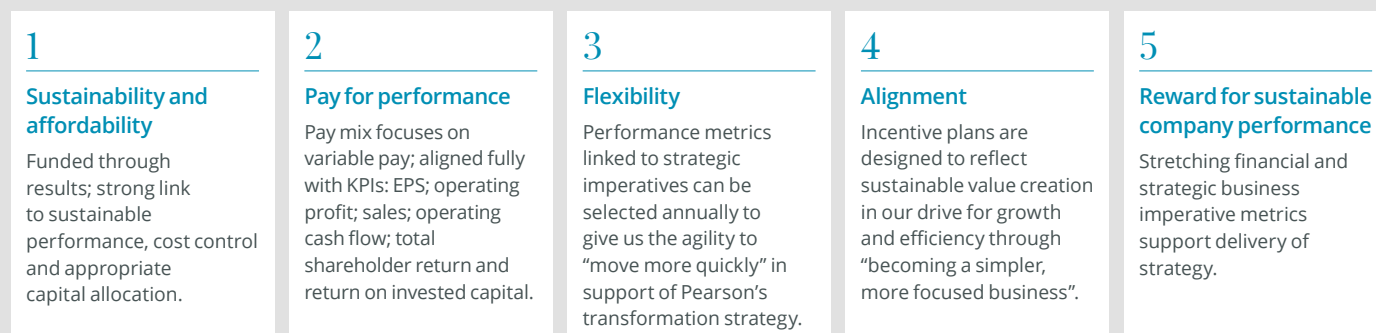 1
Sustainability and
affordability
Funded through
results; strong link
to sustainable
performance, cost control
and appropriate
capital allocation.
2
Pay for performance
Pay mix focuses on
variable pay; aligned fully
with KPIs: EPS; operating
profit; sales; operating
cash flow; total
shareholder return and
return on invested capital.
3
Flexibility
Performance metrics
linked to strategic
imperatives can be
selected annually to
give us the agility to
“move more quickly” in
support of Pearson’s
transformation strategy.
4
Alignment
Incentive plans are
designed to reflect
sustainable value creation
in our drive for growth
and efficiency through
“becoming a simpler,
more focused business”.
5
Reward for sustainable
company performance
Stretching financial and
strategic business
imperative metrics
support delivery of
strategy.